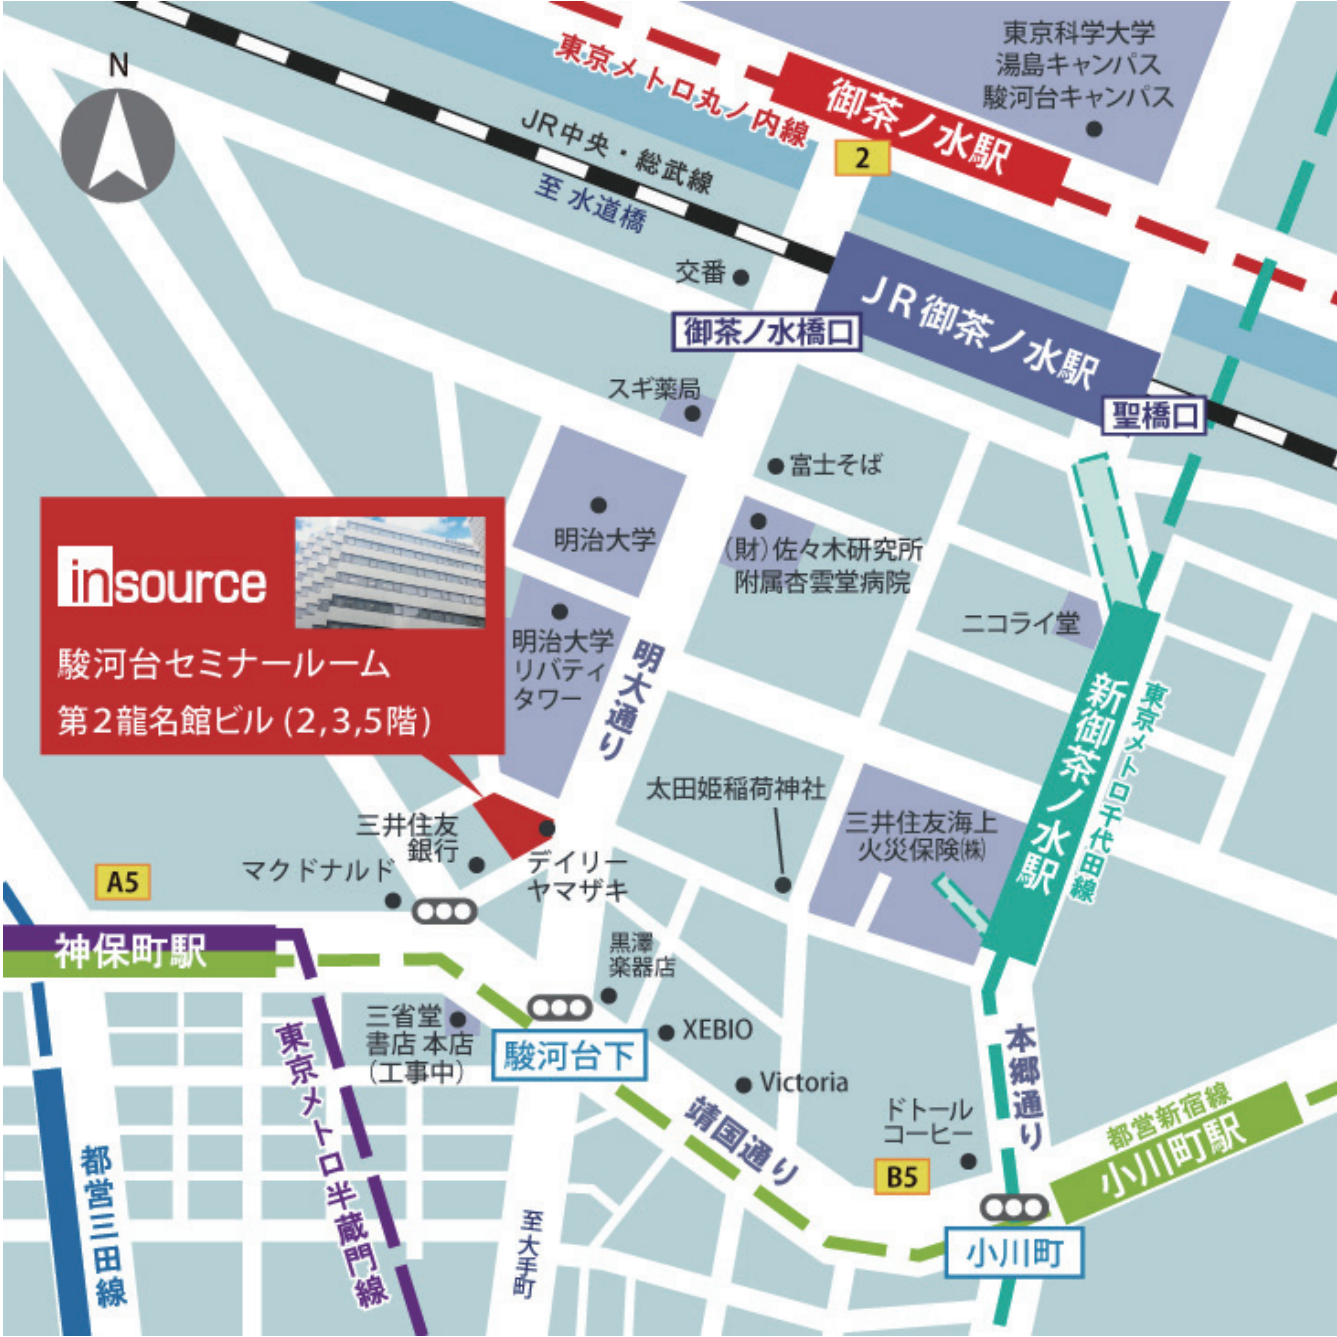 N
東京科学大学
湯島キャンパス
駿河台キャンパス
東京メトロ丸ノ内線
御茶ノ水駅
2
JR中央・総武線
至 水道橋
交番
JR御茶ノ水駅
御茶ノ水橋口
聖橋口
スギ薬局
富士そば
明治大学
(財)佐々木研究所
附属杏雲堂病院
insource
駿河台セミナールーム
第2龍名館ビル (2,3,5階)
明治大学
リバティ
タワー
明大通り
ニコライ堂
新御茶ノ水駅
東京メトロ千代田線
太田姫稲荷神社
三井住友海上
火災保険㈱
三井住友
銀行
マクドナルド
デイリー
ヤマザキ
A5
神保町駅
黒澤
楽器店
三省堂
書店 本店
(工事中)
駿河台下
XEBIO
Victoria
東京メトロ半蔵門線
靖国通り
本郷通り
ドトール
コーヒー
B5
都営新宿線
小川町駅
小川町
都営三田線
至大手町